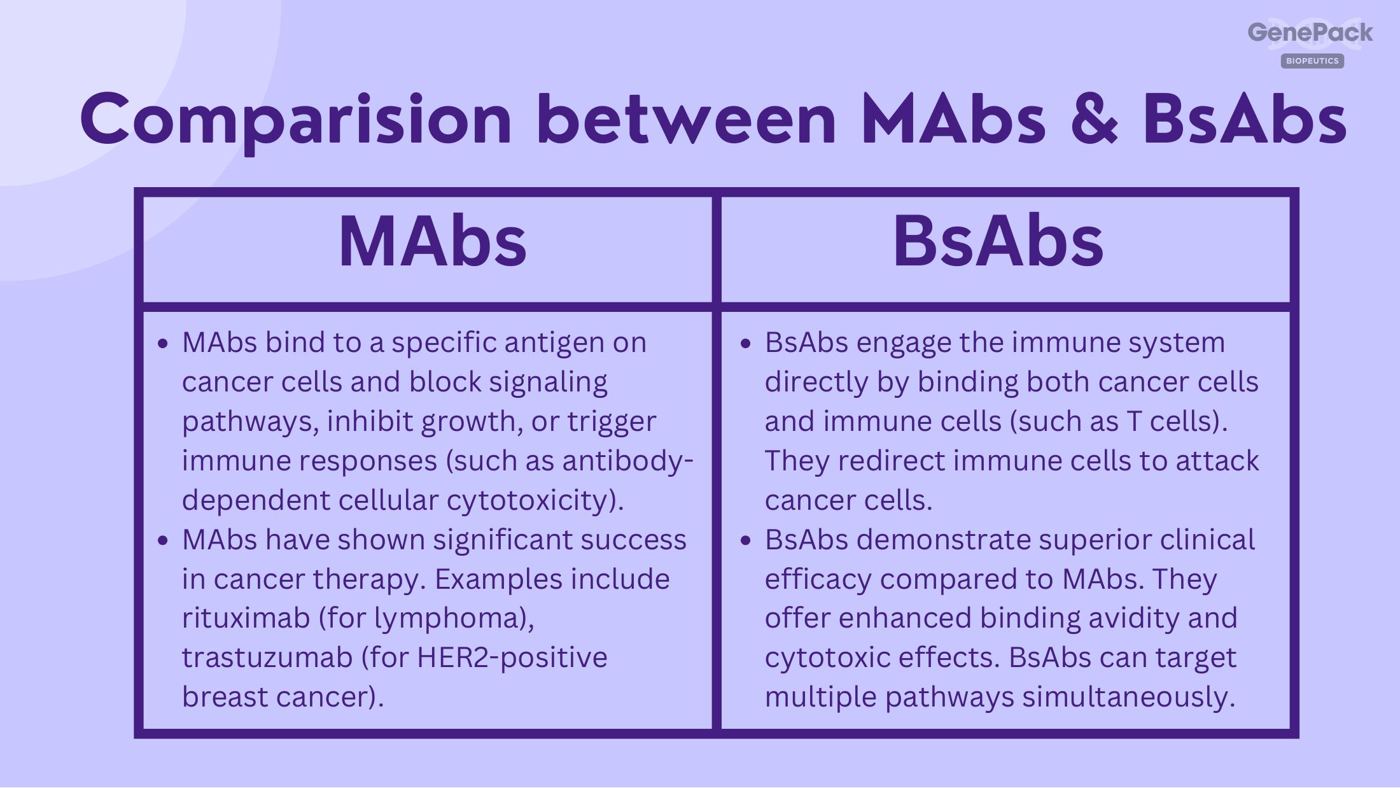 GenePack
BIOPEUTICS
Comparision between MAbs & BsAbs
MAbs
BsAbs
• MAbs bind to a specific antigen on
cancer cells and block signaling
pathways, inhibit growth, or trigger
immune responses (such as antibody-
dependent cellular cytotoxicity).
• MAbs have shown significant success
in cancer therapy. Examples include
rituximab (for lymphoma),
trastuzumab (for HER2-positive
breast cancer).
• BsAbs engage the immune system
directly by binding both cancer cells
and immune cells (such as T cells).
They redirect immune cells to attack
cancer cells.
• BsAbs demonstrate superior clinical
efficacy compared to MAbs. They
offer enhanced binding avidity and
cytotoxic effects. BsAbs can target
multiple pathways simultaneously.